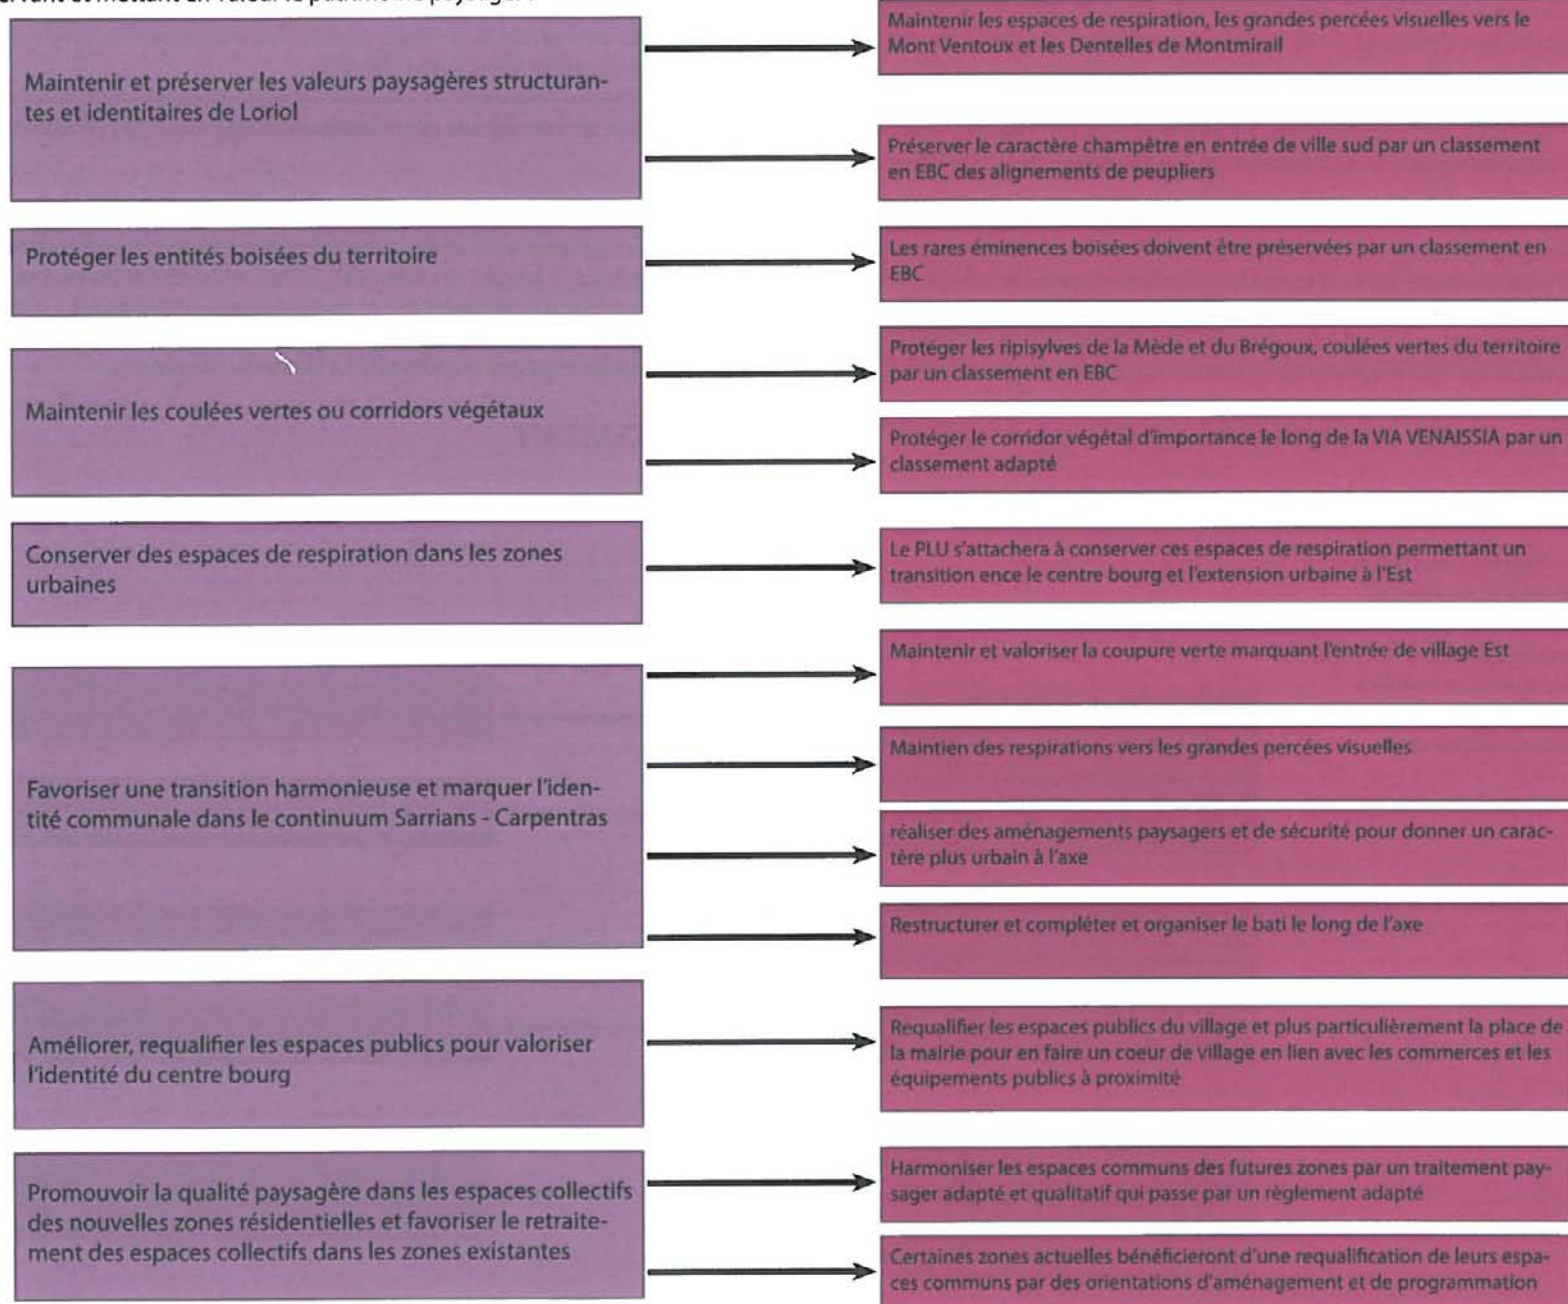 Maintenir et préserver les valeurs paysagères structuran-
tes et identitaires de Loriol
Maintenir les espaces de respiration, les grandes percées visuelles vers le
Mont Ventoux et les Dentelles de Montmirail
Préserver le caractère champêtre en entrée de ville sud par un classement
en EBC des alignements de peupliers
Protéger les entités boisées du territoire
Les rares éminences boisées doivent être préservées par un classement en
EBC
Maintenir les coulées vertes ou corridors végétaux
Protéger les ripisylves de la Mède et du Brégoux, coulées vertes du territoire
par un classement en EBC
Protéger le corridor végétal d'importance le long de la VIA VENAISSIA par un
classement adapté
Conserver des espaces de respiration dans les zones
urbaines
Le PLU s'attachera à conserver ces espaces de respiration permettant un
transition ence le centre bourg et l'extension urbaine à l'Est
Favoriser une transition harmonieuse et marquer l'iden-
tité communale dans le continuum Sarrians - Carpentras
Maintenir et valoriser la coupure verte marquant l'entrée de village Est
Maintien des respirations vers les grandes percées visuelles
réaliser des aménagements paysagers et de sécurité pour donner un carac-
tère plus urbain à l'axe
Restructurer et compléter et organiser le bati le long de l'axe
Améliorer, requalifier les espaces publics pour valoriser
l'identité du centre bourg
Requalifier les espaces publics du village et plus particulièrement la place de
la mairie pour en faire un coeur de village en lien avec les commerces et les
équipements publics à proximité
Promouvoir la qualité paysagère dans les espaces collectifs
des nouvelles zones résidentielles et favoriser le retraite-
ment des espaces collectifs dans les zones existantes
Harmoniser les espaces communs des futures zones par un traitement pay-
sager adapté et qualitatif qui passe par un règlement adapté
Certaines zones actuelles bénéficieront d'une requalification de leurs espa-
ces communs par des orientations d'aménagement et de programmation